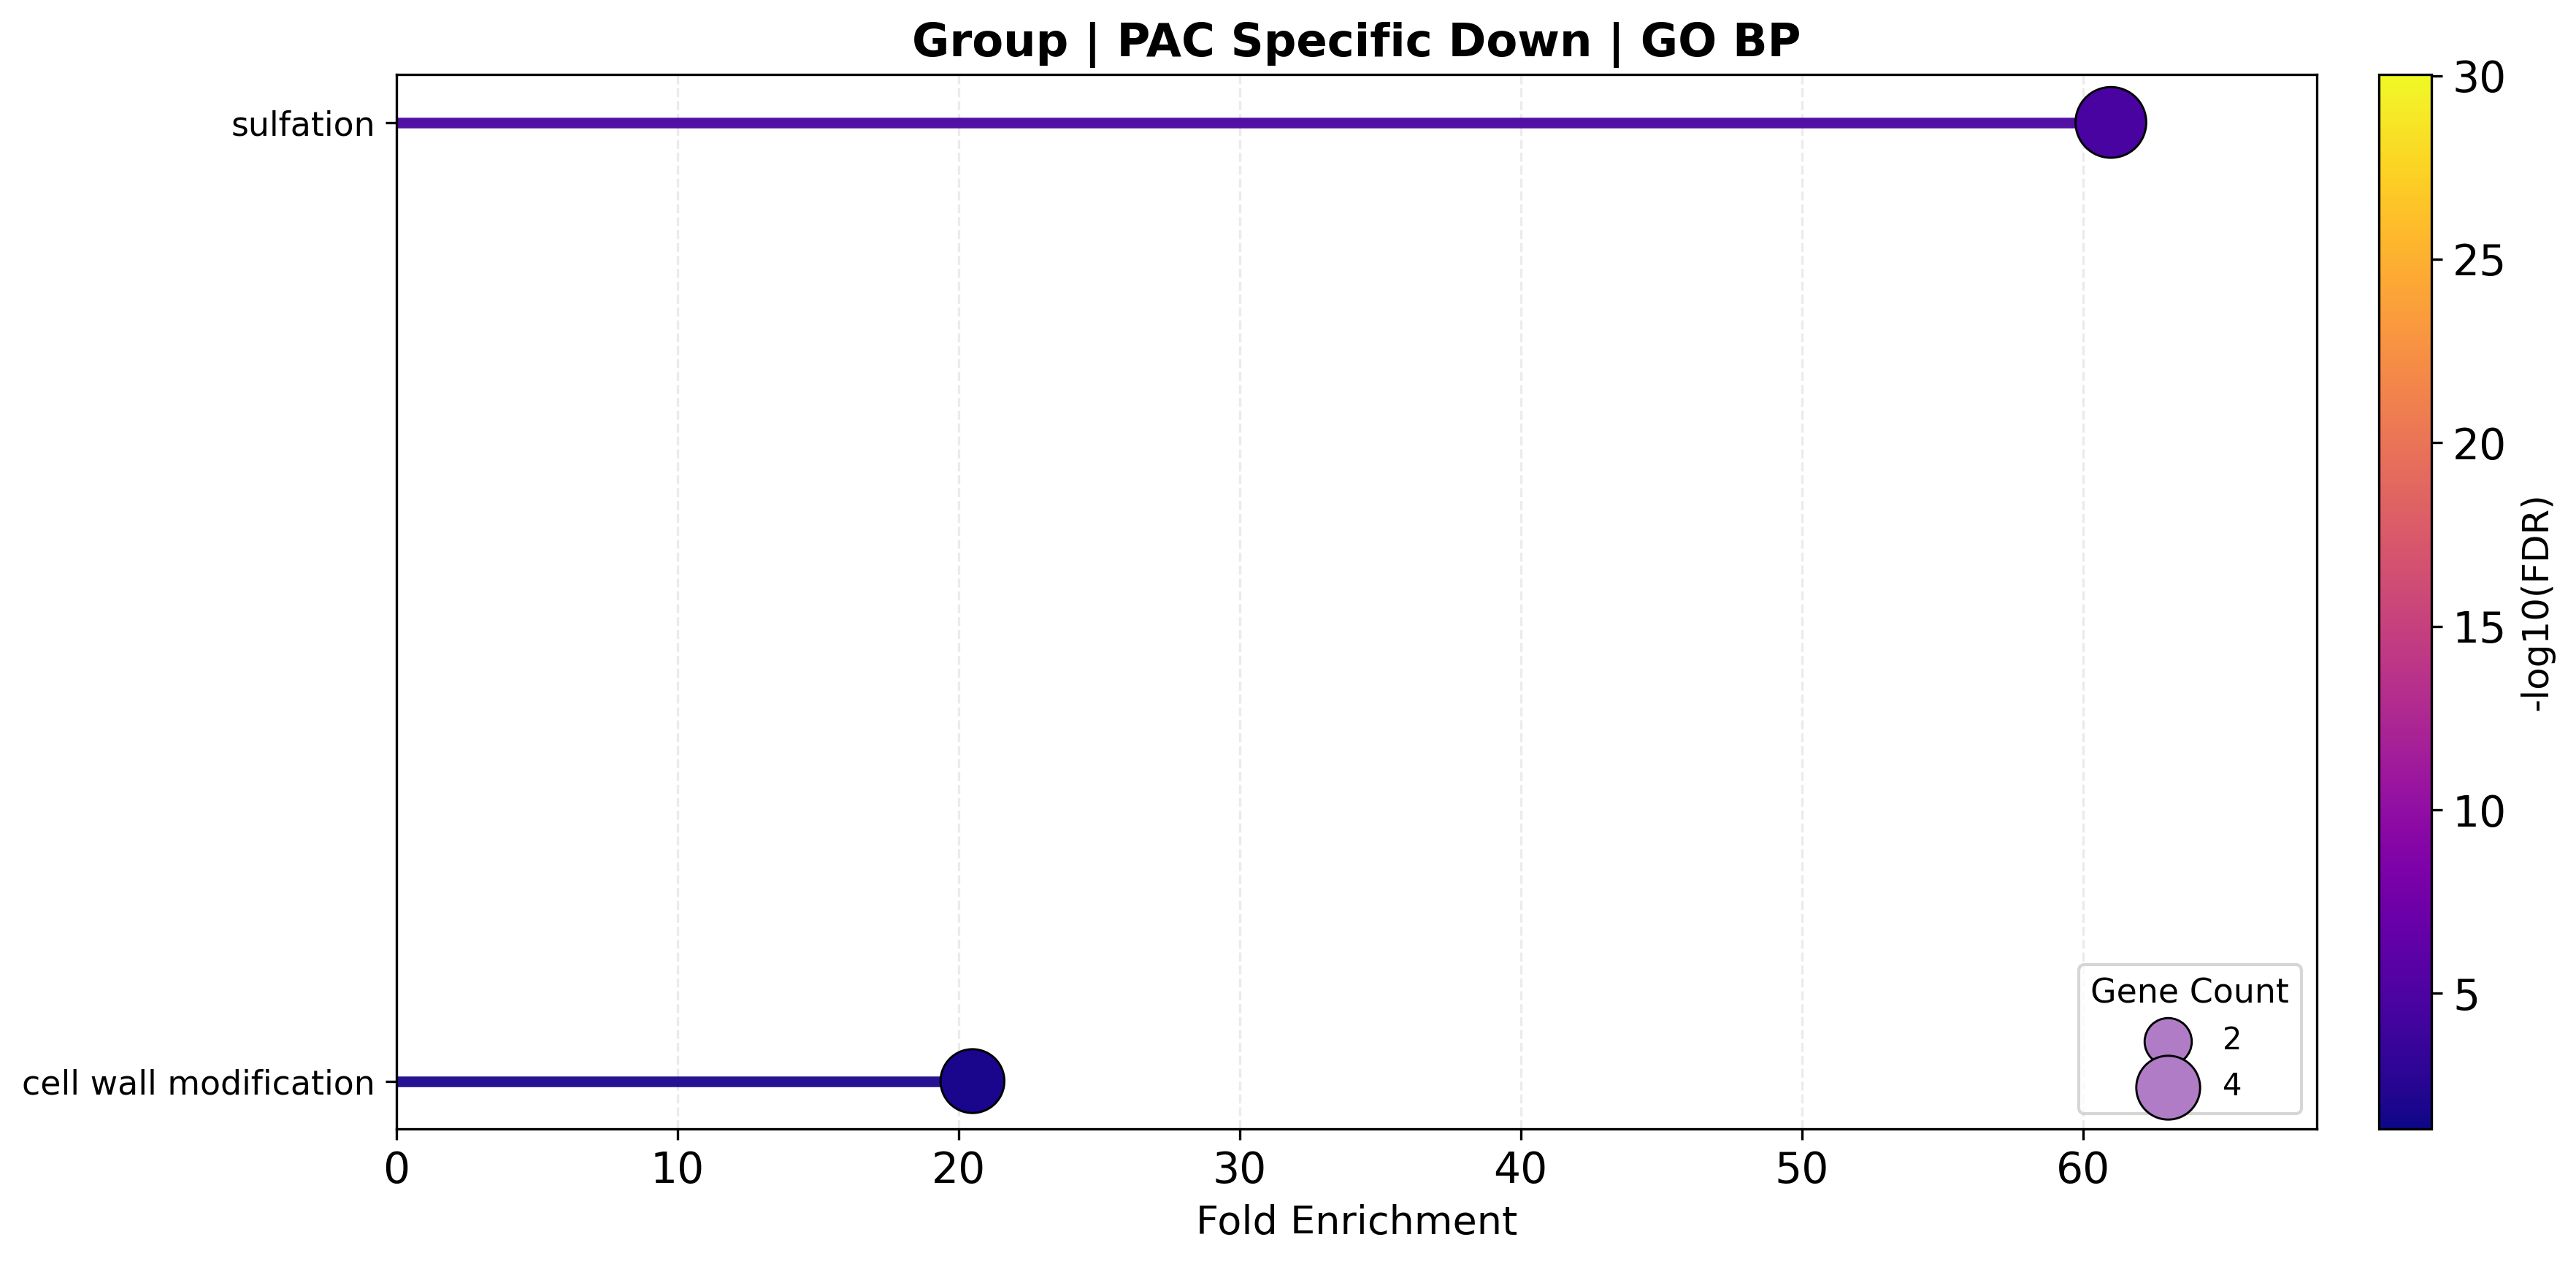 Group | PAC Specific Down | GO BP
sulfation
cell wall modification
0 10 20 30 40 50 60
Fold Enrichment
Gene Count
2
4
30
25
20
15
10
5
-log10(FDR)